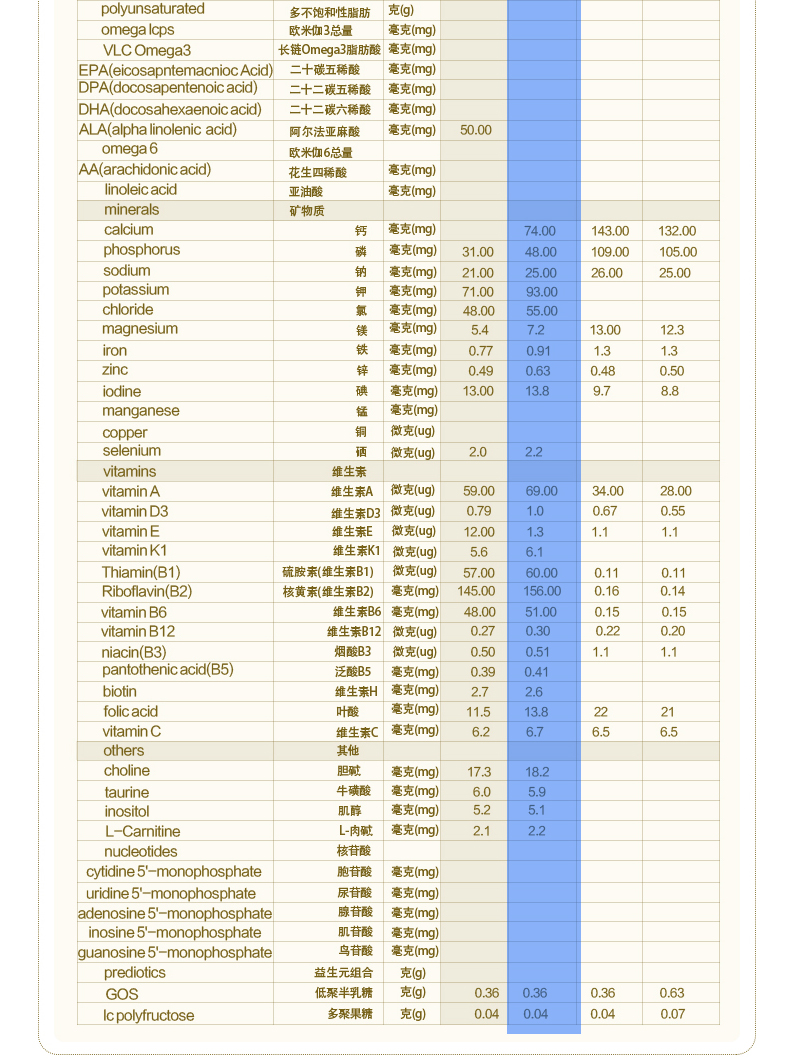 polyunsaturated 多不饱和性脂肪 克(g)
omega lcps 欧米伽3总量 毫克(mg)
VLC Omega3 长链Omega3脂肪酸 毫克(mg)
EPA(eicosapntemacnioc Acid) 二十碳五稀酸 毫克(mg)
DPA(docosapentenoic acid) 二十二碳五稀酸 毫克(mg)
DHA(docosahexaenoic acid) 二十二碳六稀酸 毫克(mg)
ALA(alpha linolenic acid) 阿尔法亚麻酸 毫克(mg) 50.00
omega 6 欧米伽6总量
AA(arachidonic acid) 花生四稀酸 毫克(mg)
linoleic acid 亚油酸 毫克(mg)
minerals 矿物质
calcium 钙 毫克(mg) 74.00 143.00 132.00
phosphorus 磷 毫克(mg) 31.00 48.00 109.00 105.00
sodium 钠 毫克(mg) 21.00 25.00 26.00 25.00
potassium 钾 毫克(mg) 71.00 93.00
chloride 氯 毫克(mg) 48.00 55.00
magnesium 镁 毫克(mg) 5.4 7.2 13.00 12.3
iron 铁 毫克(mg) 0.77 0.91 1.3 1.3
zinc 锌 毫克(mg) 0.49 0.63 0.48 0.50
iodine 碘 毫克(mg) 13.00 13.8 9.7 8.8
manganese 锰 毫克(mg)
copper 铜 微克(ug)
selenium 硒 微克(ug) 2.0 2.2
vitamins 维生素
vitamin A 维生素A 微克(ug) 59.00 69.00 34.00 28.00
vitamin D3 维生素D3 微克(ug) 0.79 1.0 0.67 0.55
vitamin E 维生素E 微克(ug) 12.00 1.3 1.1 1.1
vitamin K1 维生素K1 微克(ug) 5.6 6.1
Thiamin(B1) 硫胺素(维生素B1) 微克(ug) 57.00 60.00 0.11 0.11
Riboflavin(B2) 核黄素(维生素B2) 毫克(mg) 145.00 156.00 0.16 0.14
vitamin B6 维生素B6 毫克(mg) 48.00 51.00 0.15 0.15
vitamin B12 维生素B12 微克(ug) 0.27 0.30 0.22 0.20
niacin(B3) 烟酸B3 微克(ug) 0.50 0.51 1.1 1.1
pantothenic acid(B5) 泛酸B5 毫克(mg) 0.39 0.41
biotin 维生素H 毫克(mg) 2.7 2.6
folic acid 叶酸 毫克(mg) 11.5 13.8 22 21
vitamin C 维生素C 毫克(mg) 6.2 6.7 6.5 6.5
others 其他
choline 胆碱 毫克(mg) 17.3 18.2
taurine 牛磺酸 毫克(mg) 6.0 5.9
inositol 肌醇 毫克(mg) 5.2 5.1
L-Carnitine L-肉碱 毫克(mg) 2.1 2.2
nucleotides 核苷酸
cytidine 5'-monophosphate 胞苷酸 毫克(mg)
uridine 5'-monophosphate 尿苷酸 毫克(mg)
adenosine 5'-monophosphate 腺苷酸 毫克(mg)
inosine 5'-monophosphate 肌苷酸 毫克(mg)
guanosine 5'-monophosphate 鸟苷酸 毫克(mg)
prediotics 益生元组合 克(g)
GOS 低聚半乳糖 克(g) 0.36 0.36 0.36 0.63
lc polyfructose 多聚果糖 克(g) 0.04 0.04 0.04 0.07